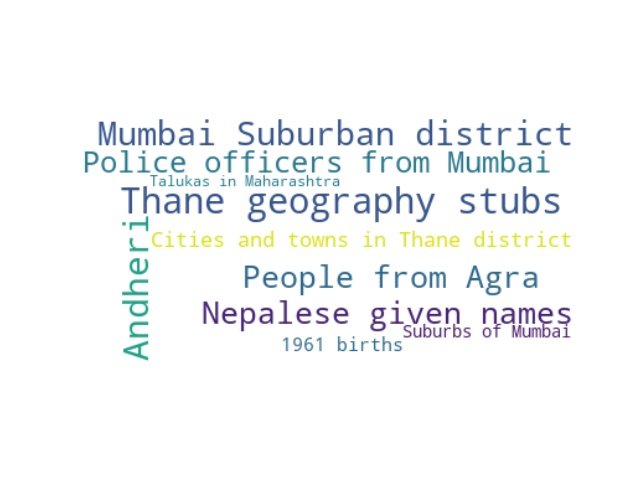 Mumbai Suburban district
Police officers from Mumbai
Talukas in Maharashtra
Thane geography stubs
Andheri
Cities and towns in Thane district
People from Agra
Nepalese given names
Suburbs of Mumbai
1961 births